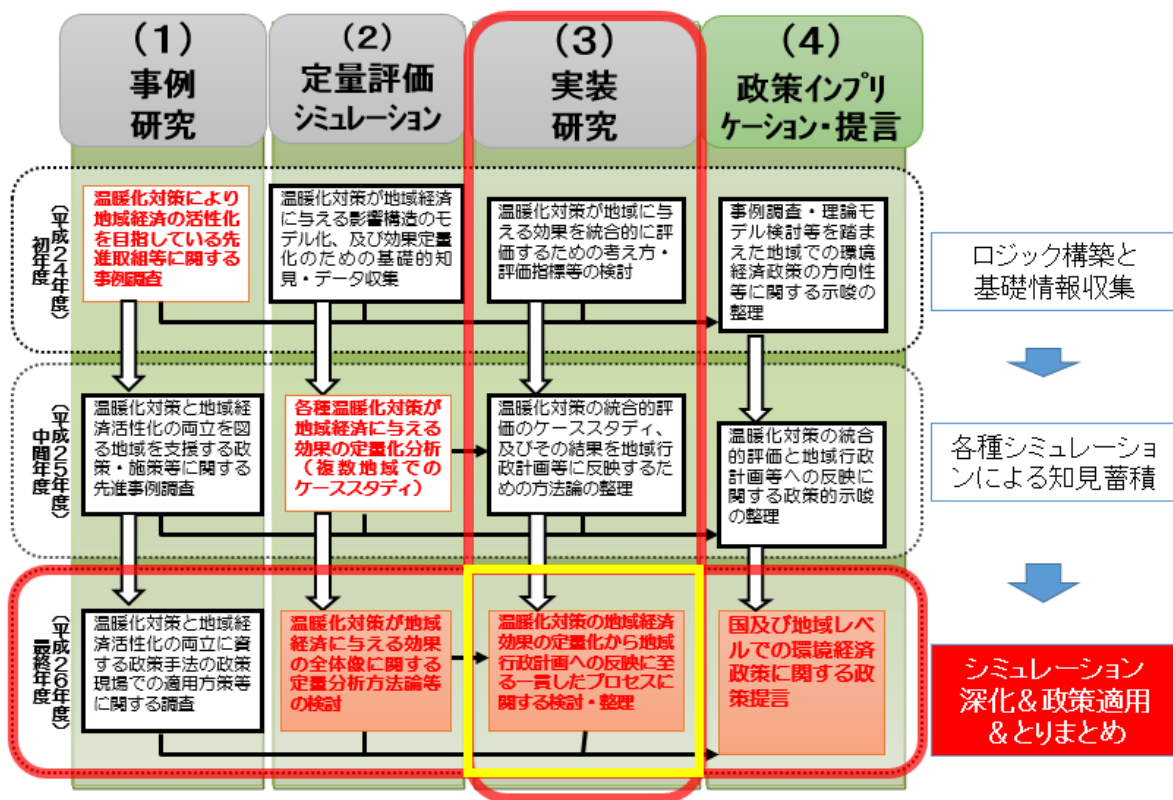 (1)
事例
研究
(2)
定量評価
シミュレーション
(3)
実装
研究
(4)
政策インプリ
ケーション・提言
初年度
(平成24年度)
温暖化対策により
地域経済の活性化
を目指している先
進取組等に関する
事例調査
温暖化対策が地域経済
に与える影響構造のモ
デル化、及び効果定量
化のための基礎的知
見・データ収集
温暖化対策が地域に与
える効果を統合的に評
価するための考え方・
評価指標等の検討
事例調査・理論モ
デル検討等を踏ま
えた地域での環境
経済政策の方向性
等に関する示唆の
整理
ロジック構築と
基礎情報収集
中間年度
(平成25年度)
温暖化対策と地域経
済活性化の両立を図
る地域を支援する政
策・施策等に関する
先進事例調査
各種温暖化対策が
地域経済に与える
効果の定量化分析
(複数地域での
ケーススタディ)
温暖化対策の統合的評
価のケーススタディ、
及びその結果を地域行
政計画等に反映するた
めの方法論の整理
温暖化対策の統合
的評価と地域行政
計画等への反映に
関する政策的示唆
の整理
各種シミュレーショ
ンによる知見蓄積
最終年度
(平成26年度)
温暖化対策と地域経
済活性化の両立に資
する政策手法の政策
現場での適用方策等
に関する調査
温暖化対策が地域
経済に与える効果
の全体像に関する
定量分析方法論等
の検討
温暖化対策の地域経済
効果の定量化から地域
行政計画への反映に至
る一貫したプロセスに
関する検討・整理
国及び地域レベ
ルでの環境経済
政策に関する政
策提言
シミュレーション
深化&政策適用
&とりまとめ